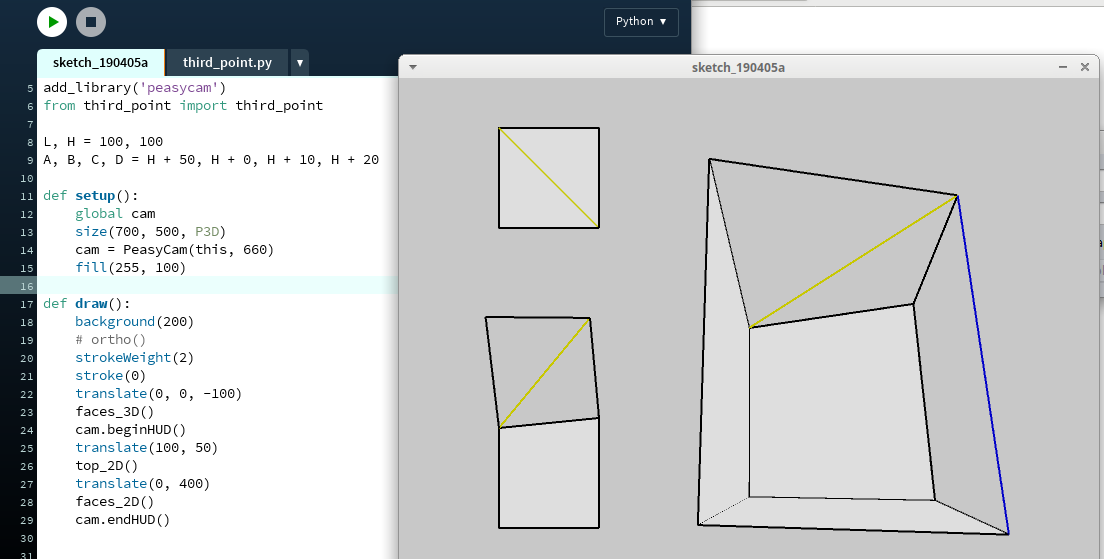 Python ▼
sketch_190405a
third_point.py
▼
sketch_190405a
5 add_library('peasycam')
6 from third_point import third_point
7
8 L, H = 100, 100
9 A, B, C, D = H + 50, H + 0, H + 10, H + 20
10
11 def setup():
12     global cam
13     size(700, 500, P3D)
14     cam = PeasyCam(this, 660)
15     fill(255, 100)
16
17 def draw():
18     background(200)
19     # ortho()
20     strokeWeight(2)
21     stroke(0)
22     translate(0, 0, -100)
23     faces_3D()
24     cam.beginHUD()
25     translate(100, 50)
26     top_2D()
27     translate(0, 400)
28     faces_2D()
29     cam.endHUD()
30
31